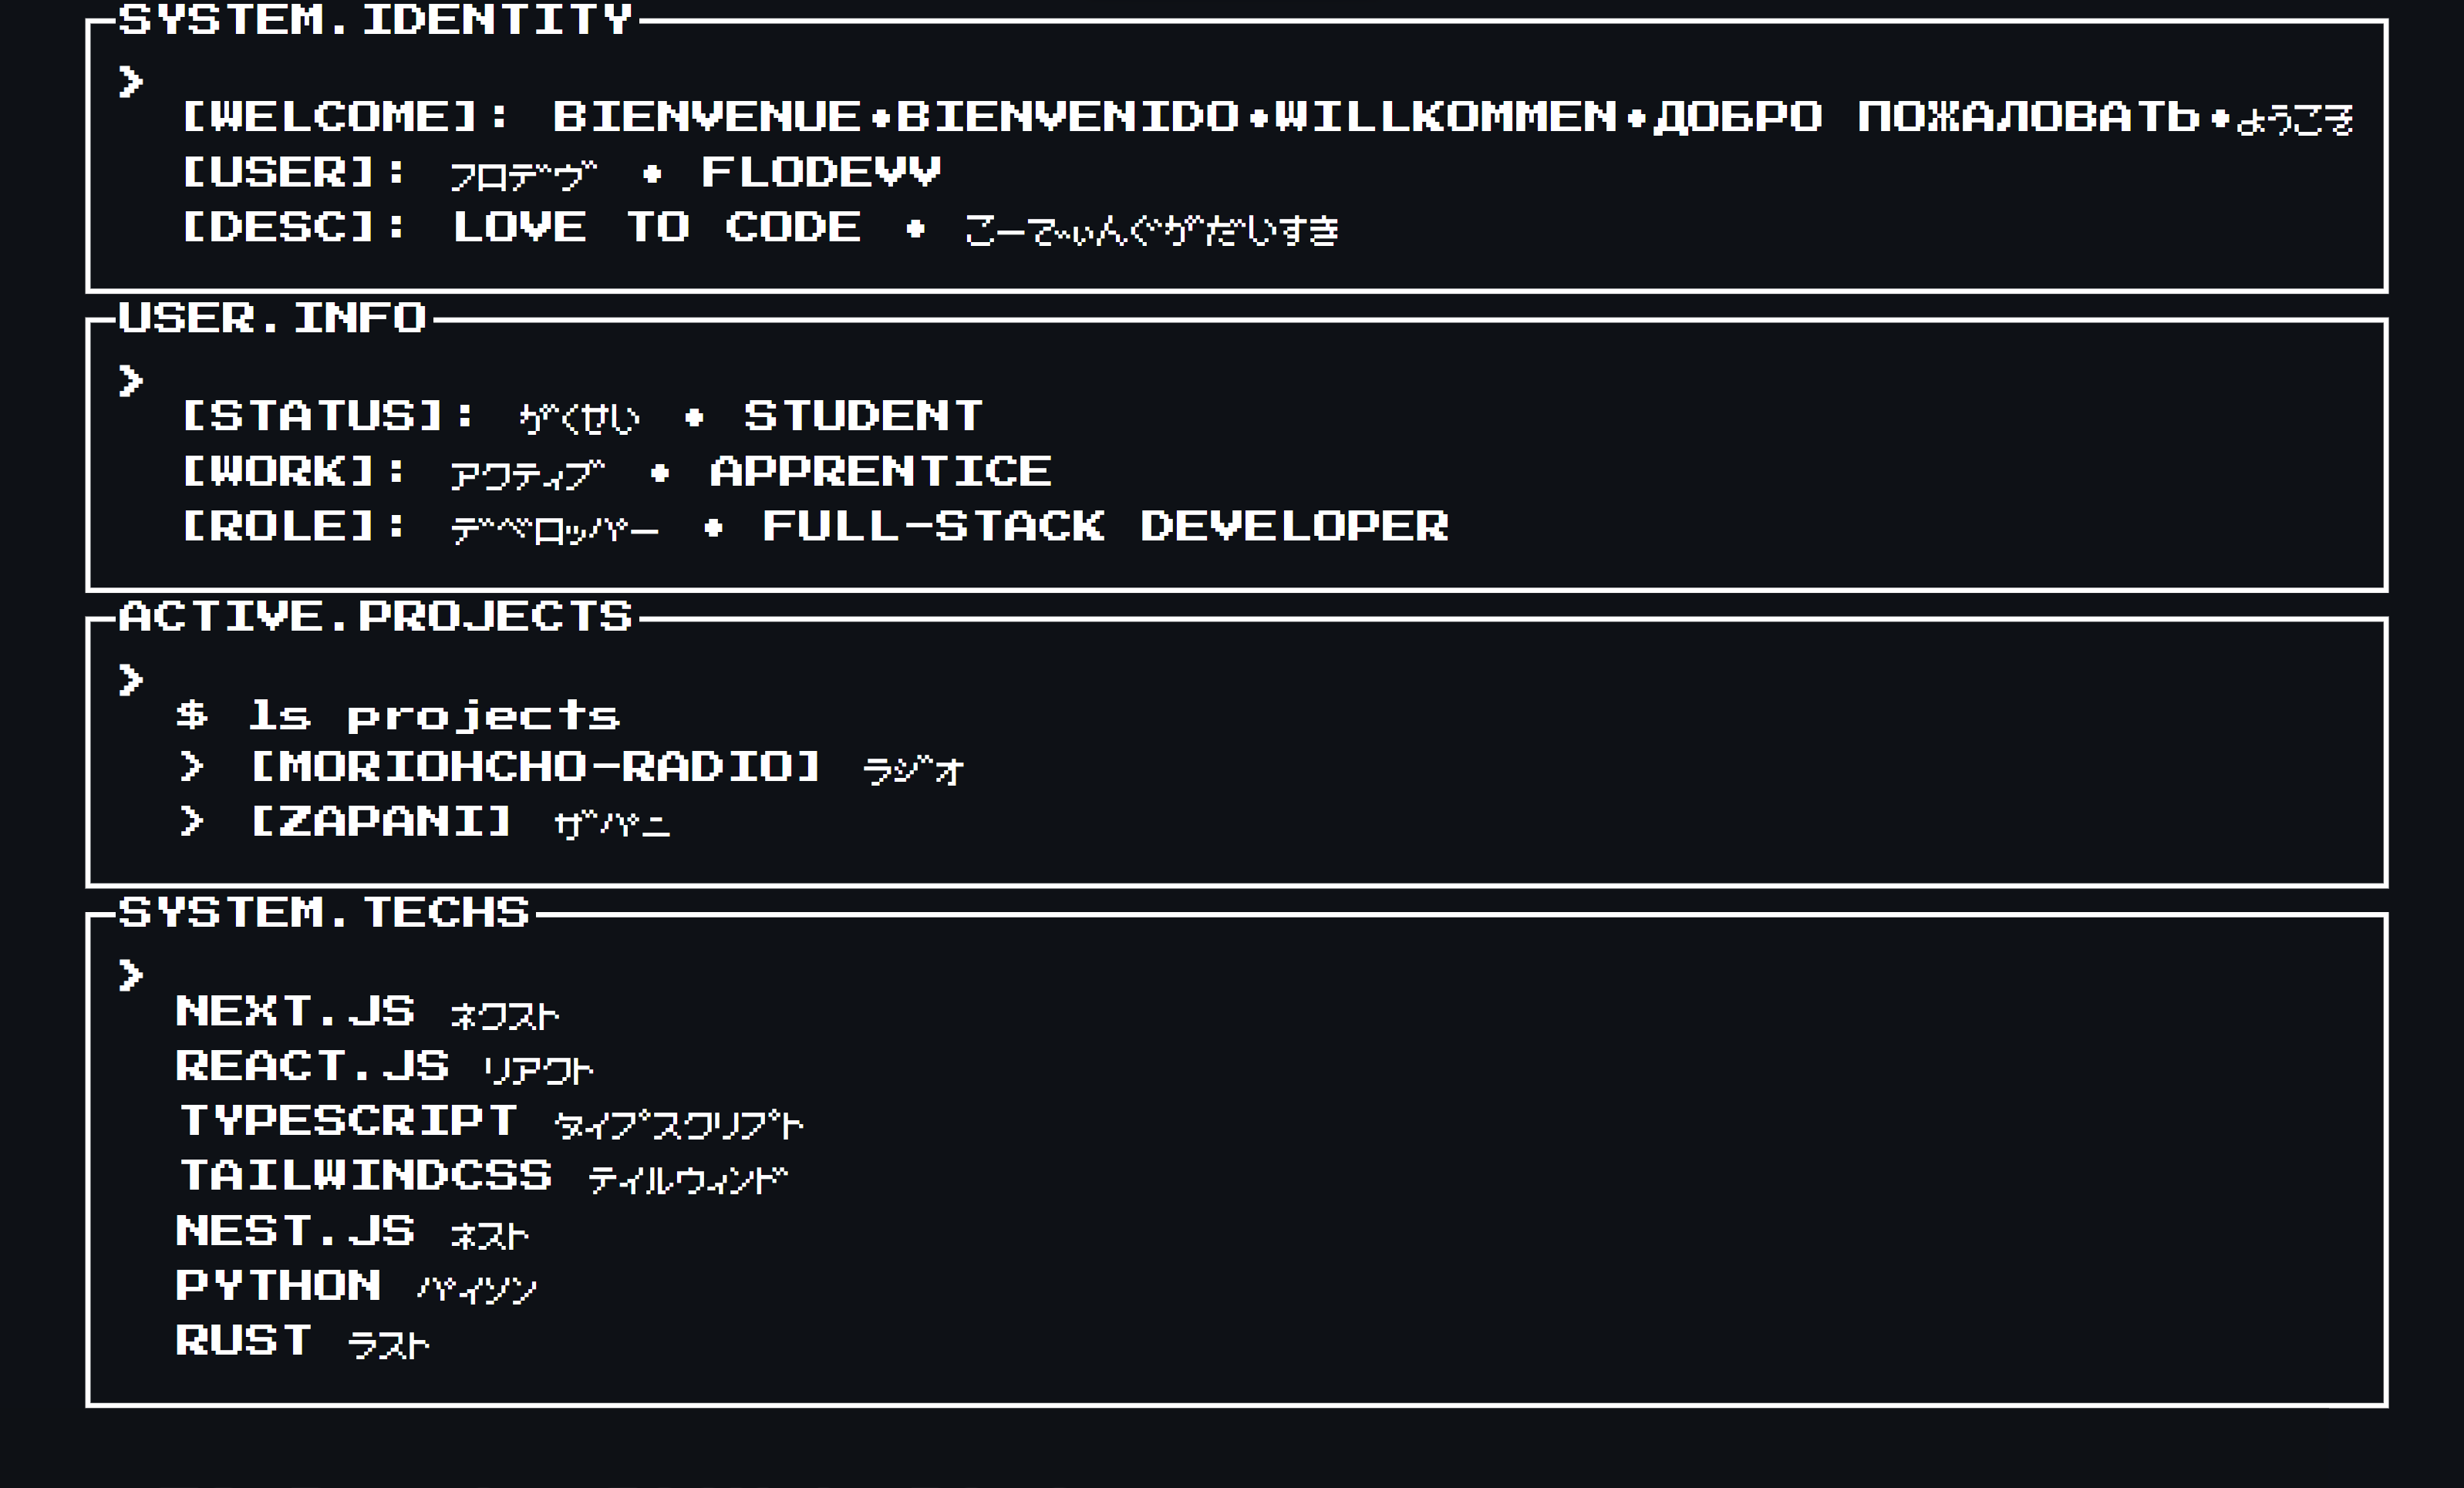 SYSTEM.IDENTITY
>
[WELCOME]: BIENVENUE•BIENVENIDO•WILLKOMMEN•ДОБРО ПОЖАЛОВАТЬ•ようこそ
[USER]: フロデヴ • FLODEVV
[DESC]: LOVE TO CODE • こーでぃんぐがだいすき
USER.INFO
>
[STATUS]: がくせい • STUDENT
[WORK]: アクティブ • APPRENTICE
[ROLE]: デベロッパー • FULL-STACK DEVELOPER
ACTIVE.PROJECTS
>
$ ls projects
> [MORIOHCHO-RADIO] ラジオ
> [ZAPANI] ザパニ
SYSTEM.TECHS
>
NEXT.JS ネクスト
REACT.JS リアクト
TYPESCRIPT タイプスクリプト
TAILWINDCSS テイルウィンド
NEST.JS ネスト
PYTHON パイソン
RUST ラスト